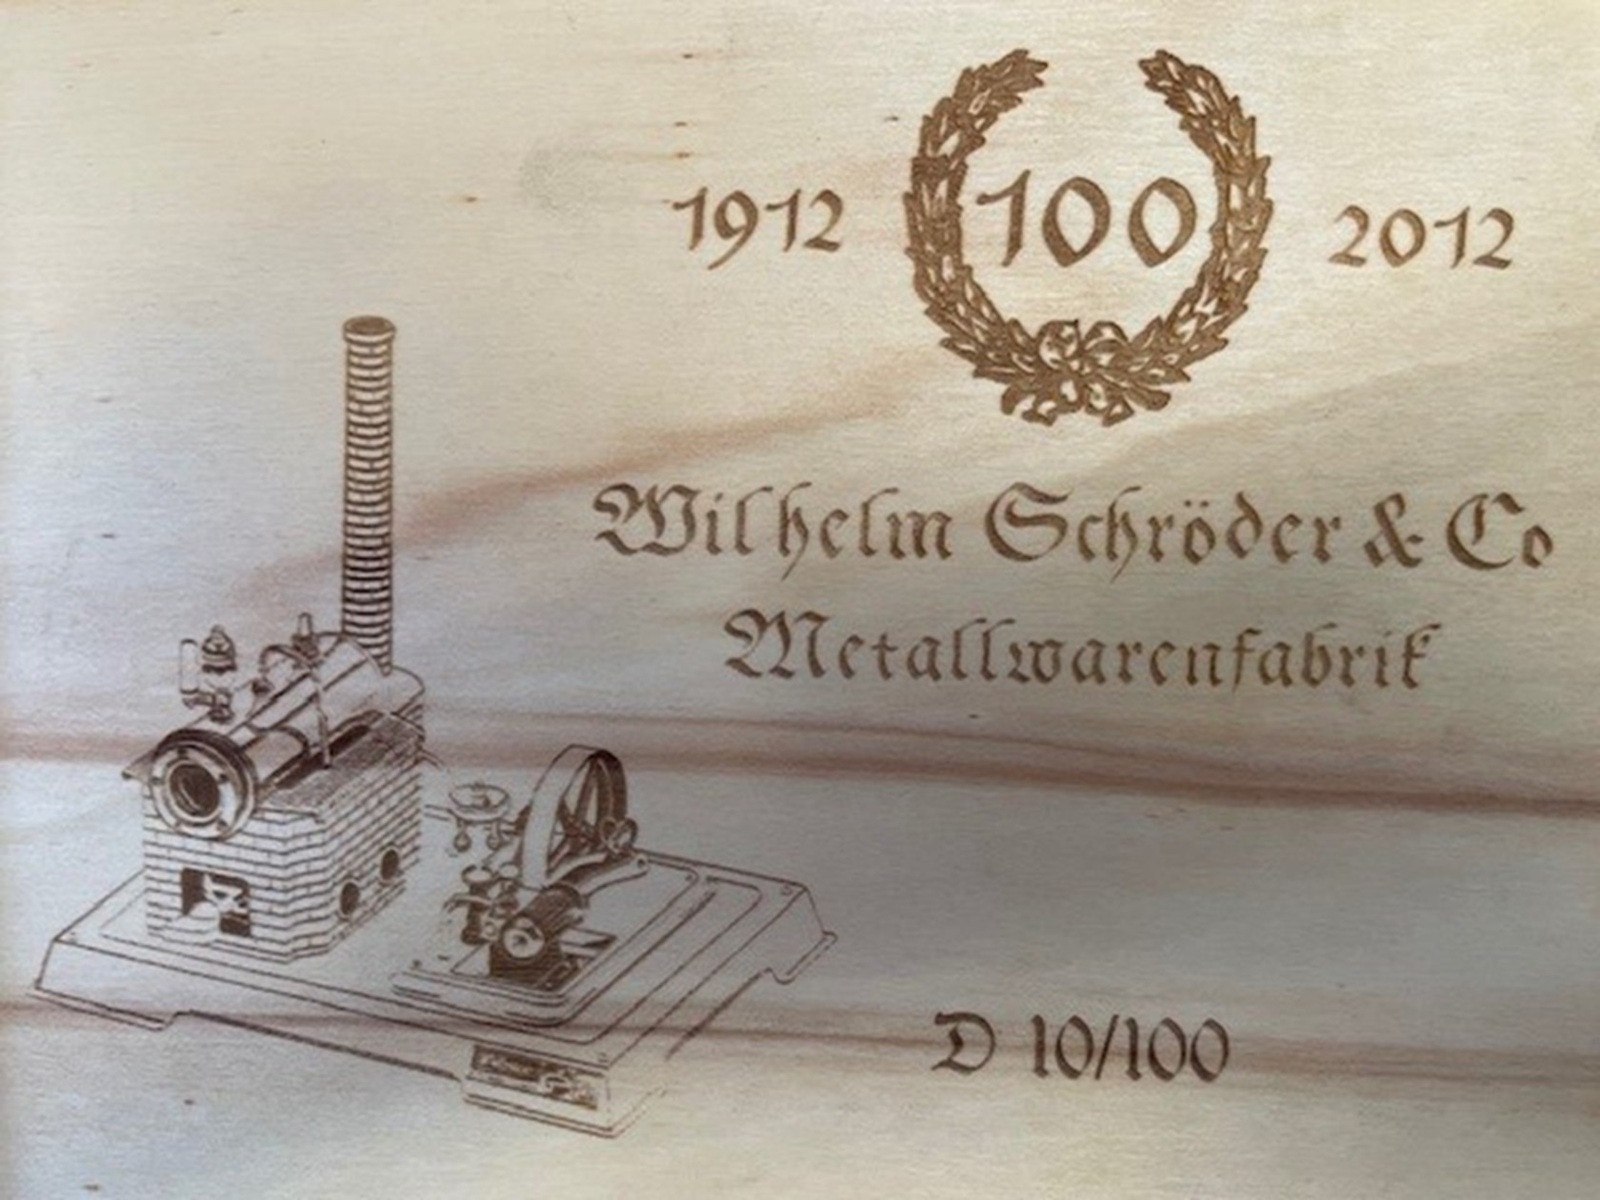 1912 100 2012
Wilhelm Schröder & Co
Metallwarenfabrik
D 10/100